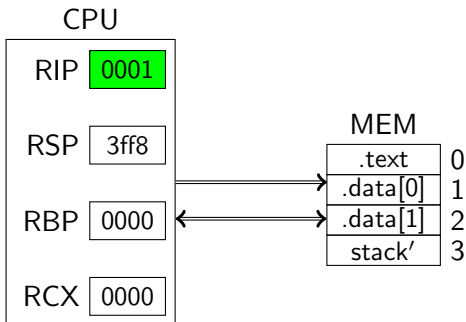 CPU
RIP 0001
RSP 3ff8
RBP 0000
RCX 0000
MEM
.text 0
.data[0] 1
.data[1] 2
stack′ 3